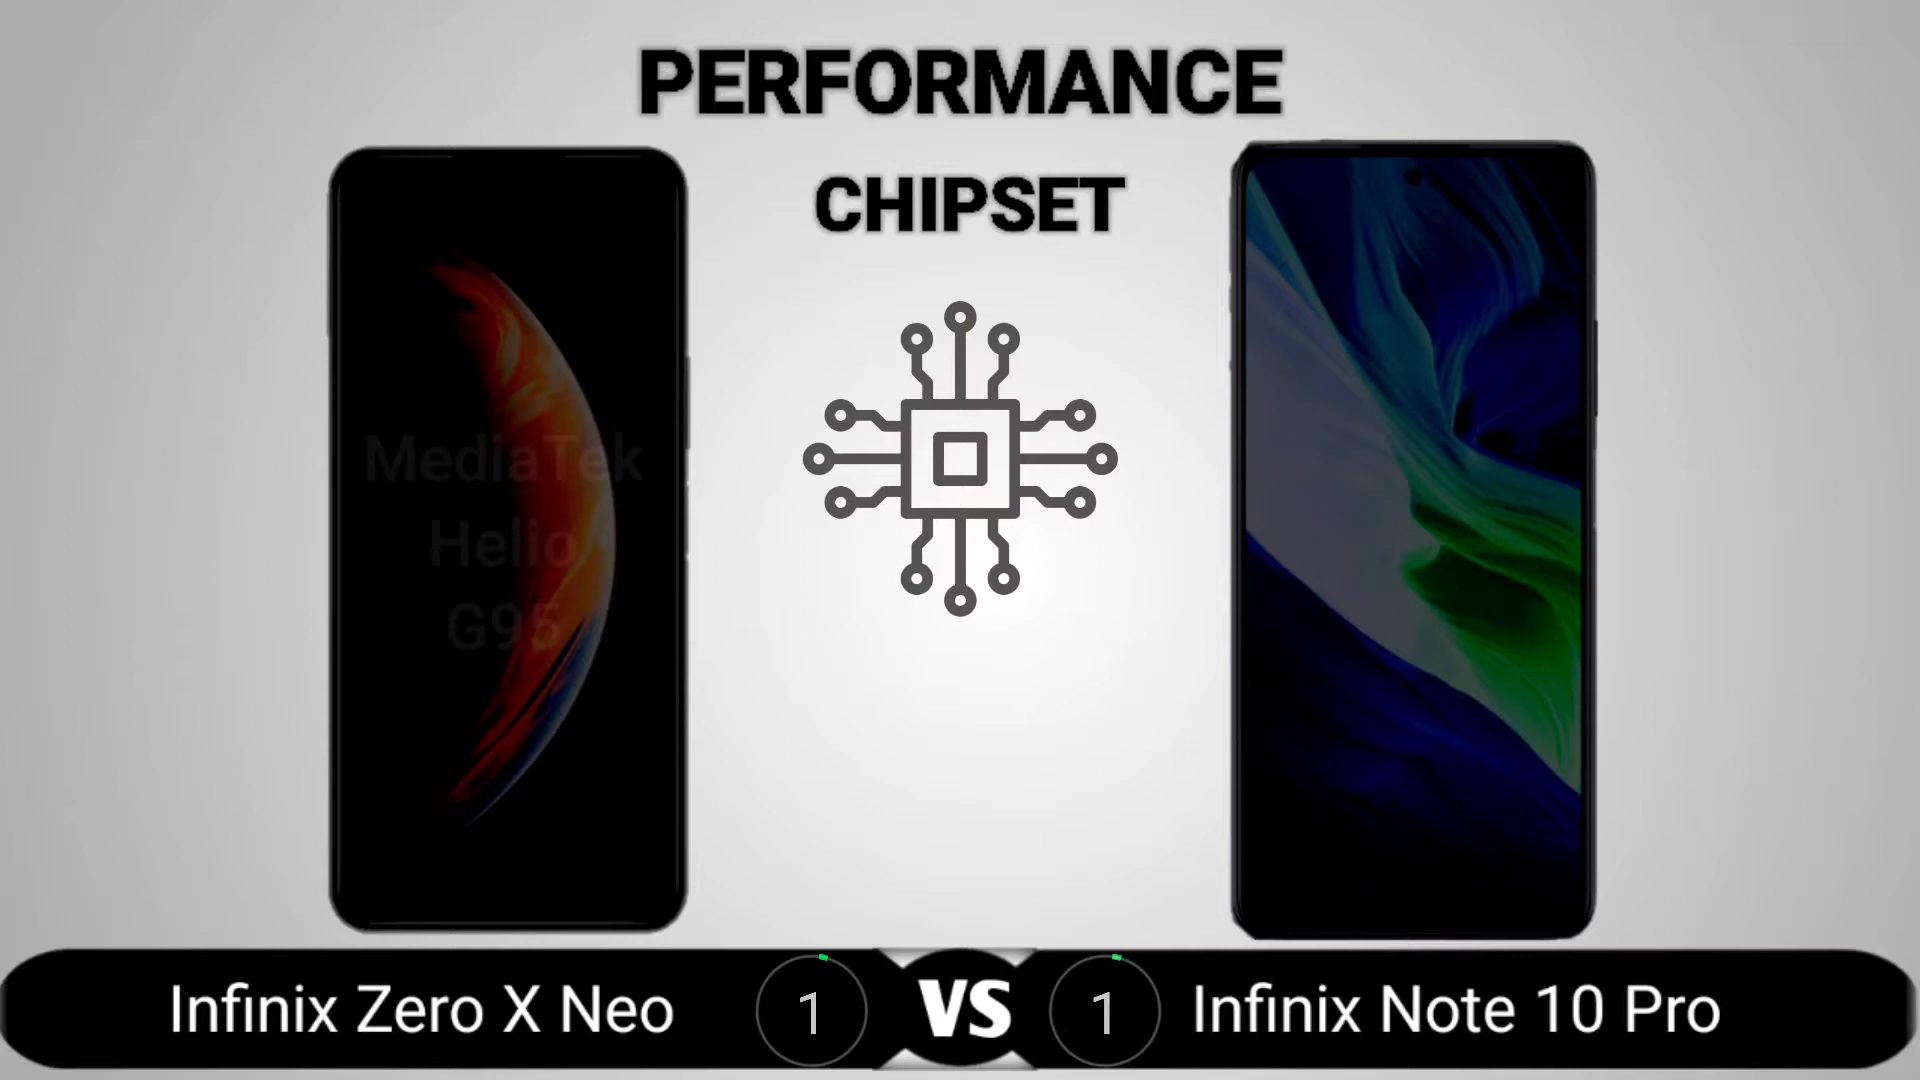 PERFORMANCE
CHIPSET
MediaTek
Helio
G95
Infinix Zero X Neo
1
VS
1
Infinix Note 10 Pro